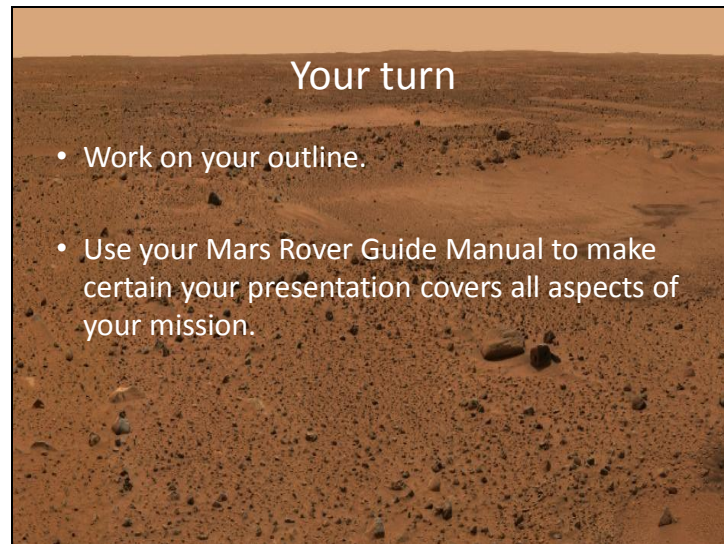 Your turn
• Work on your outline.
• Use your Mars Rover Guide Manual to make
certain your presentation covers all aspects of
your mission.